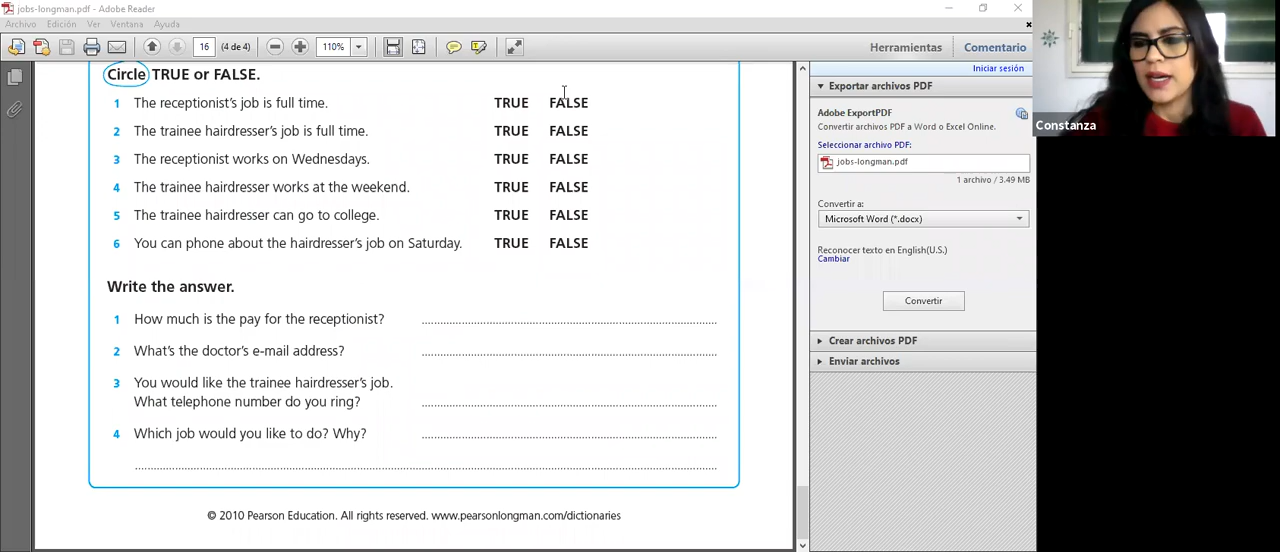 jobs-longman.pdf - Adobe Reader
Archivo Edición Ver Ventana Ayuda
16 (4 de 4) 110% Herramientas Comentario
Circle TRUE or FALSE.
1 The receptionist's job is full time. TRUE FALSE
2 The trainee hairdresser's job is full time. TRUE FALSE
3 The receptionist works on Wednesdays. TRUE FALSE
4 The trainee hairdresser works at the weekend. TRUE FALSE
5 The trainee hairdresser can go to college. TRUE FALSE
6 You can phone about the hairdresser's job on Saturday. TRUE FALSE
Write the answer.
1 How much is the pay for the receptionist?
2 What's the doctor's e-mail address?
3 You would like the trainee hairdresser's job.
What telephone number do you ring?
4 Which job would you like to do? Why?
© 2010 Pearson Education. All rights reserved. www.pearsonlongman.com/dictionaries
Iniciar sesión
Exportar archivos PDF
Adobe ExportPDF
Convertir archivos PDF a Word o Excel Online.
Seleccionar archivo PDF:
jobs-longman.pdf
1 archivo / 3.49 MB
Convertir a:
Microsoft Word (*.docx)
Reconocer texto en English(U.S.)
Cambiar
Convertir
Crear archivo PDF
Enviar archivos
Constanza